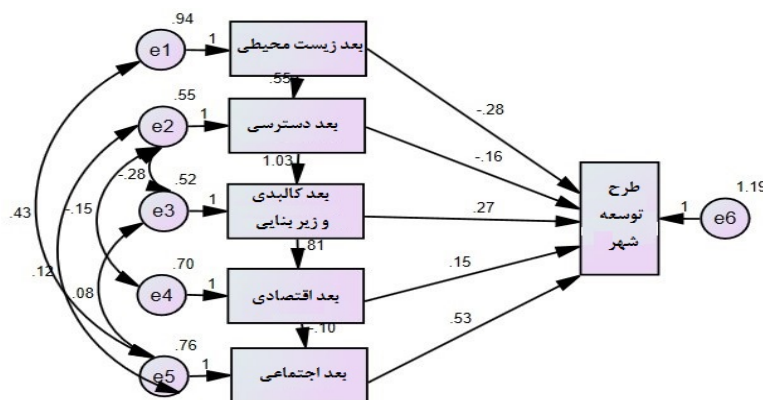 .94
e1
1
بعد زیست محیطی
.55
.55
e2
1
بعد دسترسی
-.28
-.16
1.03
-.28
.52
e3
1
بعد کالبدی
و زیر بنایی
.27
طرح
توسعه
شهر
1
1.19
e6
.43
-.15
.81
.12
.08
.70
e4
1
بعد اقتصادی
.15
-.10
.53
.76
e5
1
بعد اجتماعی